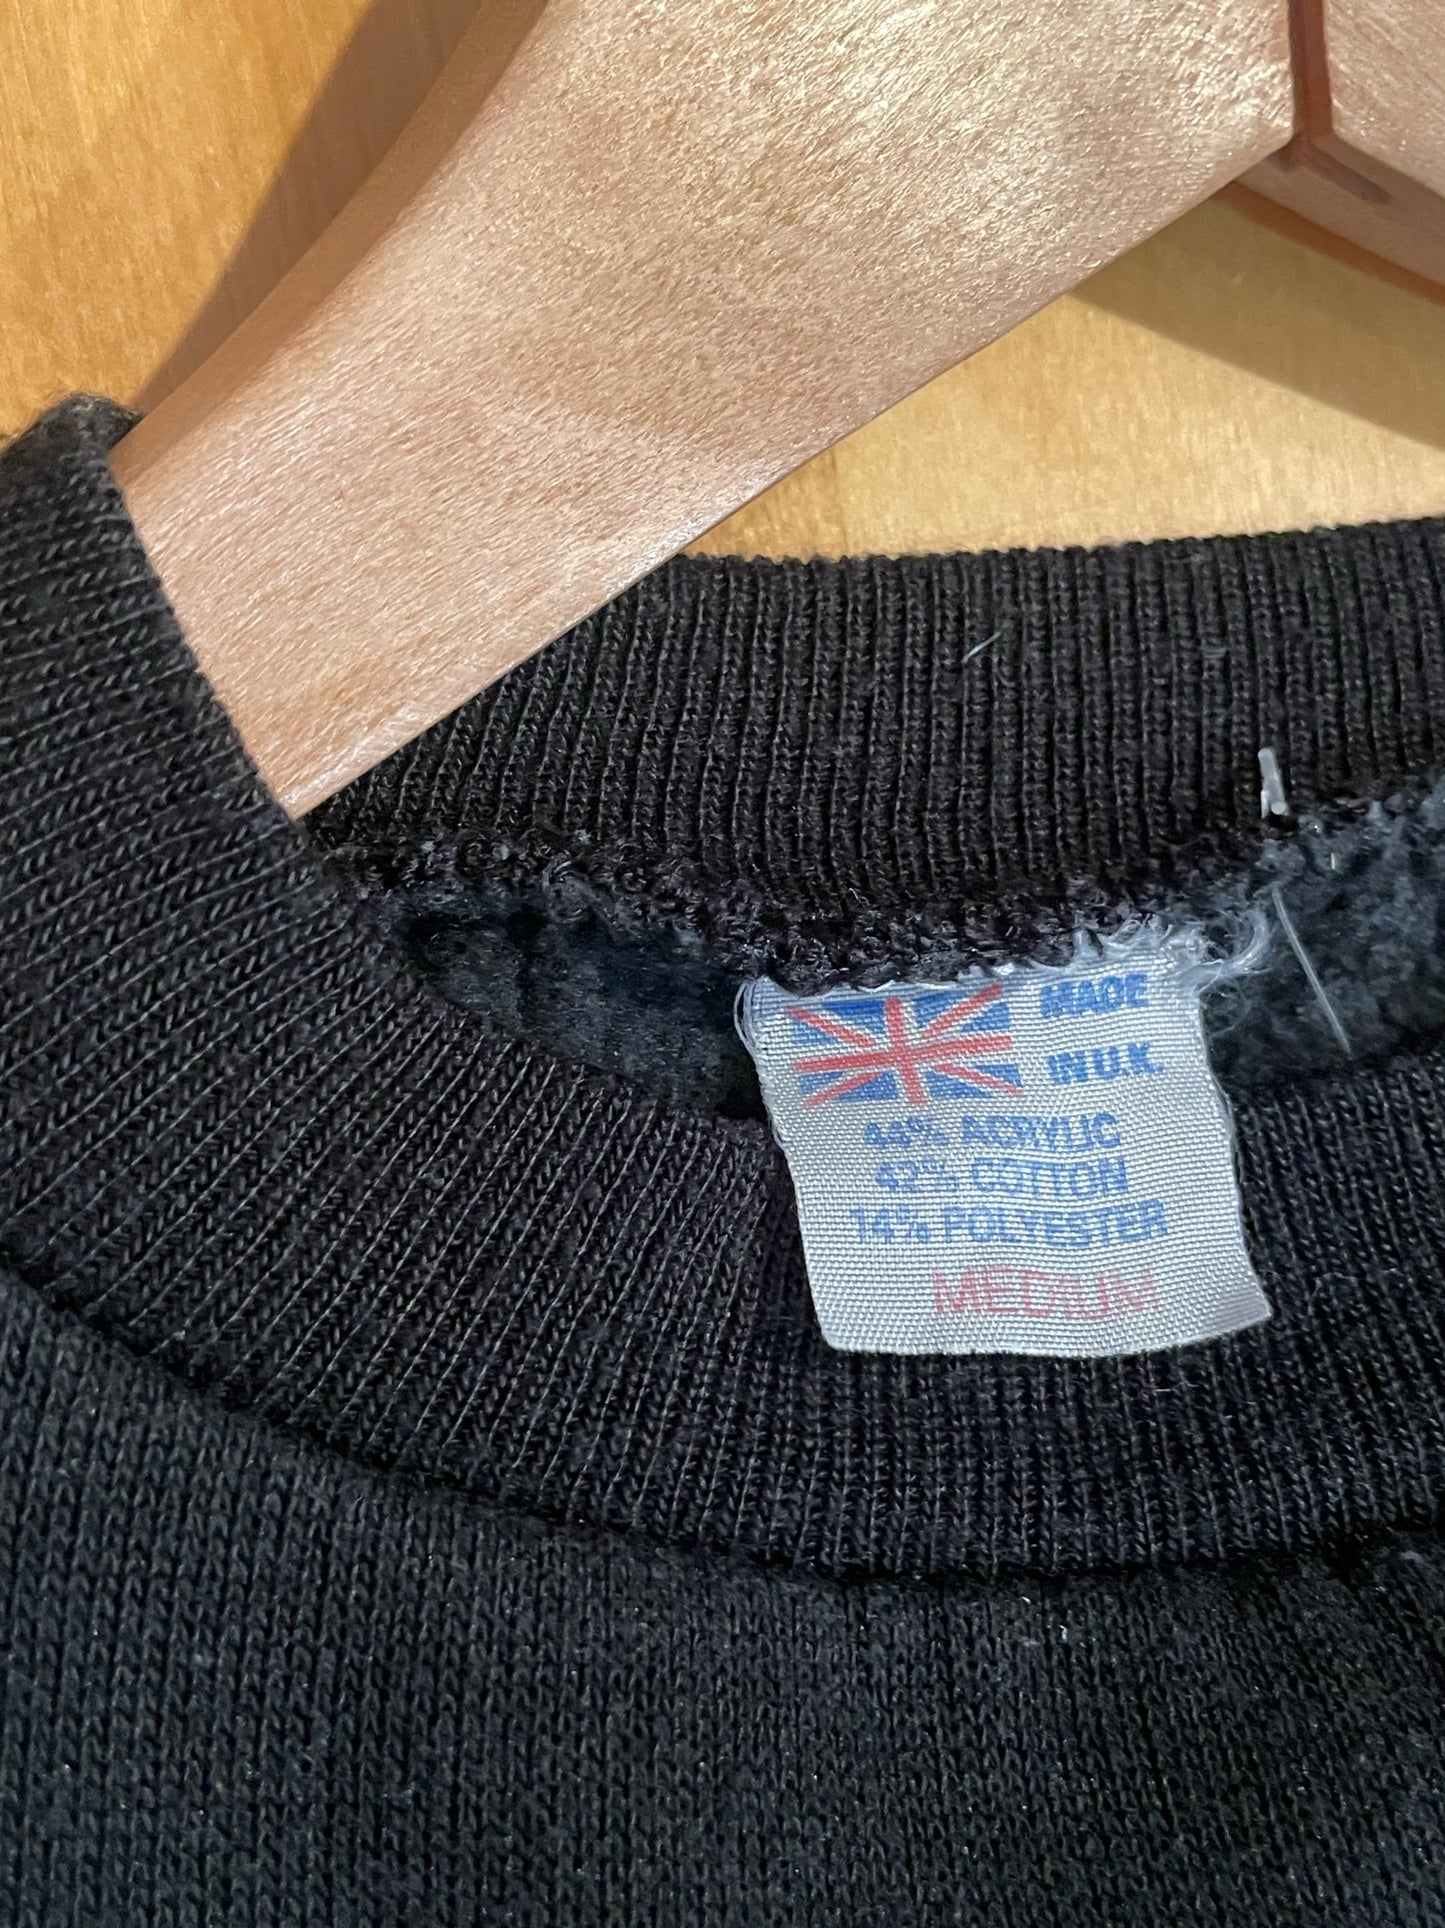 MADE
IN U.K.
44% ACRYLIC
42% COTTON
14% POLYESTER
MEDIUM